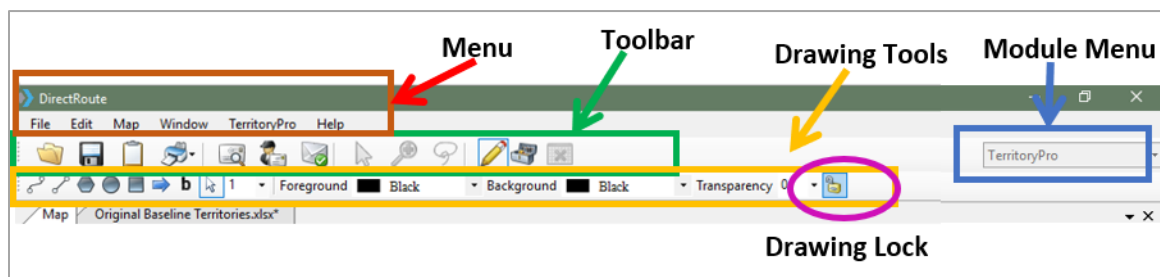 Menu
Toolbar
Drawing Tools
Module Menu
DirectRoute
File Edit Map Window TerritoryPro Help
TerritoryPro
b 1 Foreground Black Background Black Transparency 0
Map Original Baseline Territories.xlsx*
Drawing Lock